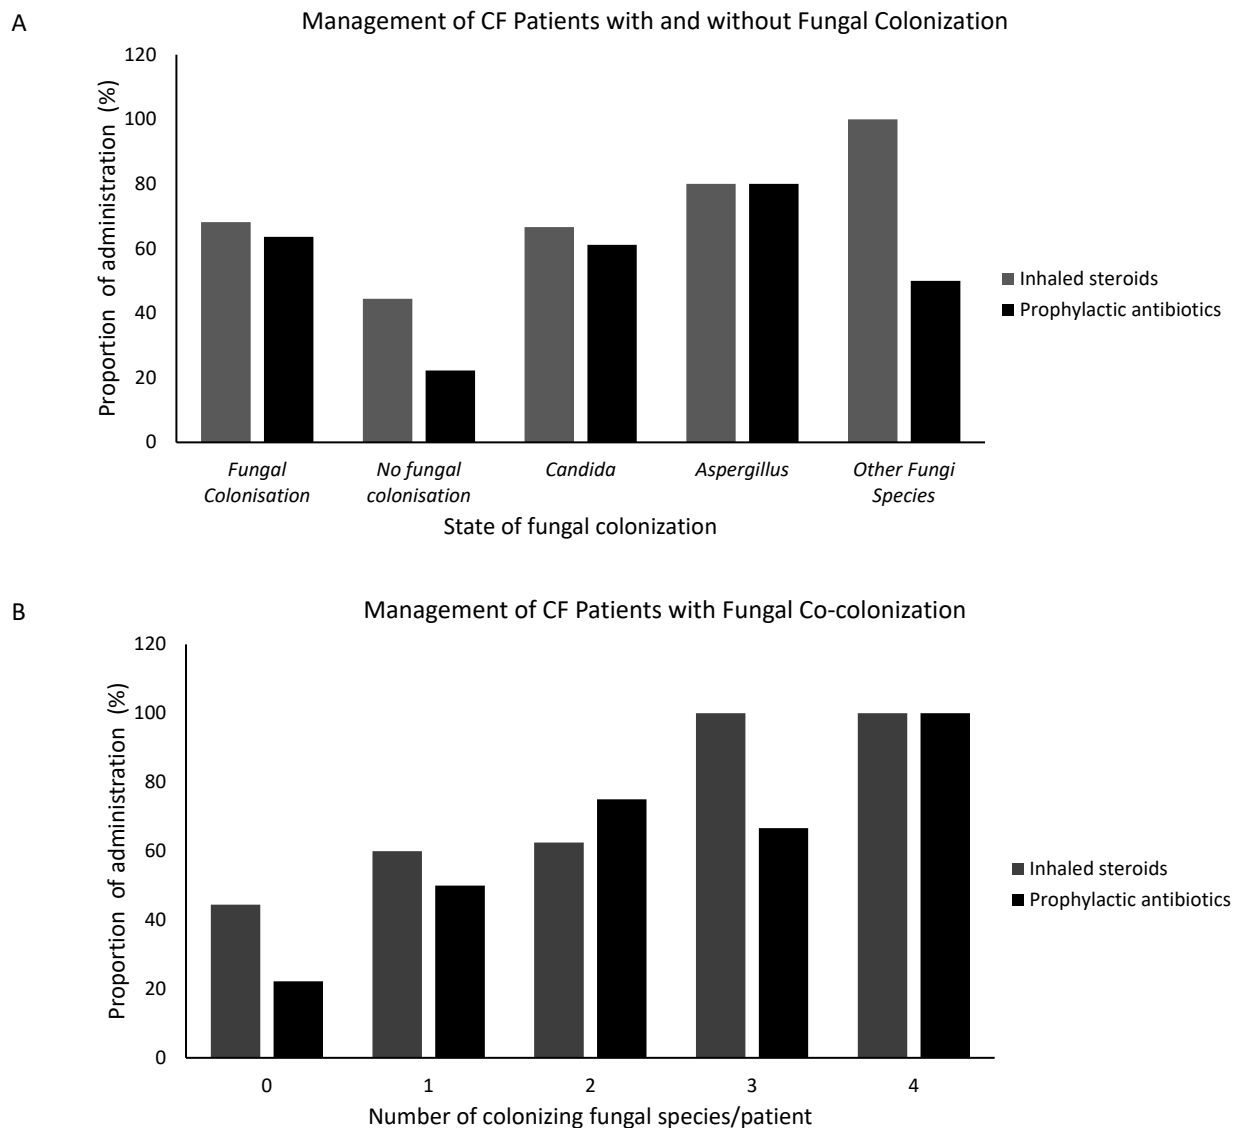 A
Management of CF Patients with and without Fungal Colonization
Proportion of administration (%)
120
100
80
60
40
20
0
Fungal Colonisation
No fungal colonisation
Candida
Aspergillus
Other Fungi Species
State of fungal colonization
Inhaled steroids
Prophylactic antibiotics
B
Management of CF Patients with Fungal Co-colonization
Proportion of administration (%)
120
100
80
60
40
20
0
0 1 2 3 4
Number of colonizing fungal species/patient
Inhaled steroids
Prophylactic antibiotics